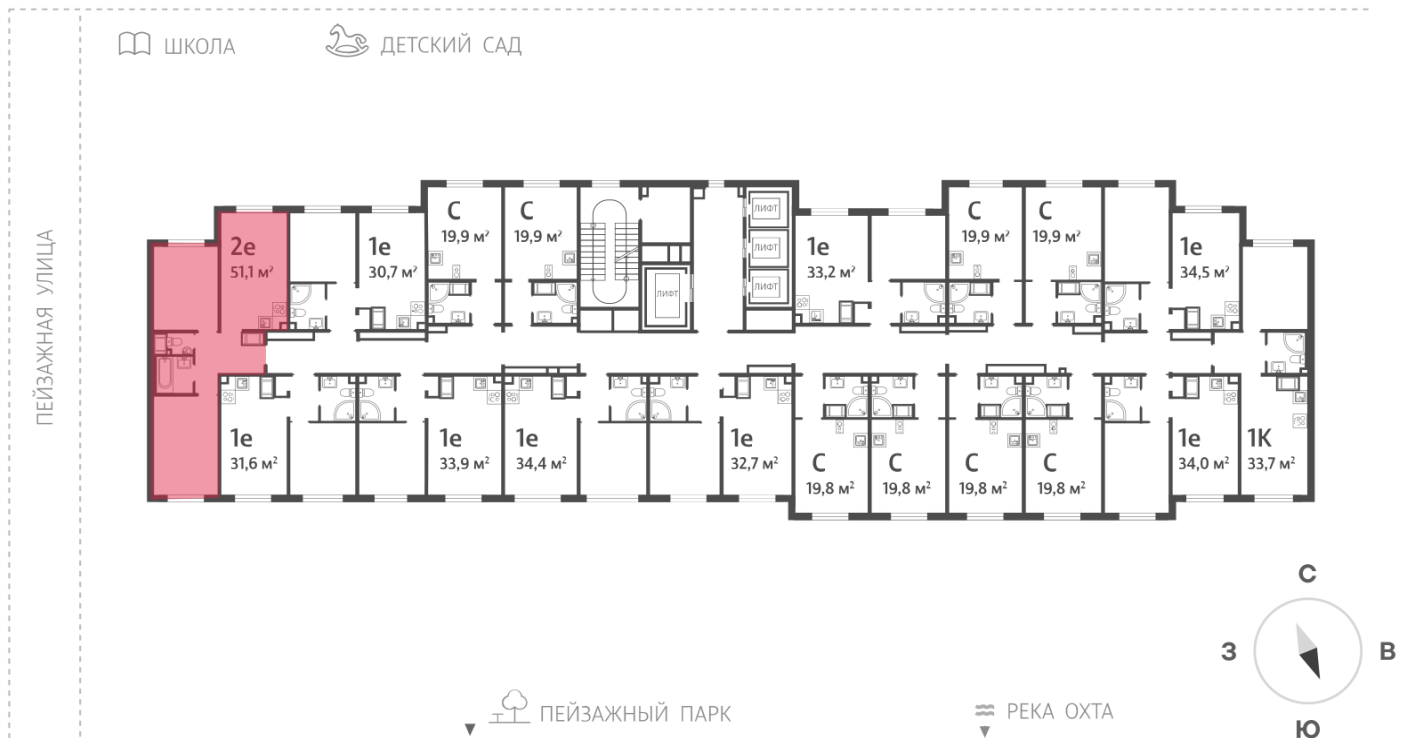 ШКОЛА
ДЕТСКИЙ САД
ПЕЙЗАЖНАЯ УЛИЦА
2е
51,1 м²
1е
30,7 м²
С
19,9 м²
С
19,9 м²
ЛИФТ
ЛИФТ
ЛИФТ
ЛИФТ
1е
33,2 м²
С
19,9 м²
С
19,9 м²
1е
34,5 м²
1е
31,6 м²
1е
33,9 м²
1е
34,4 м²
1е
32,7 м²
С
19,8 м²
С
19,8 м²
С
19,8 м²
С
19,8 м²
1е
34,0 м²
1К
33,7 м²
С
З
В
Ю
ПЕЙЗАЖНЫЙ ПАРК
РЕКА ОХТА